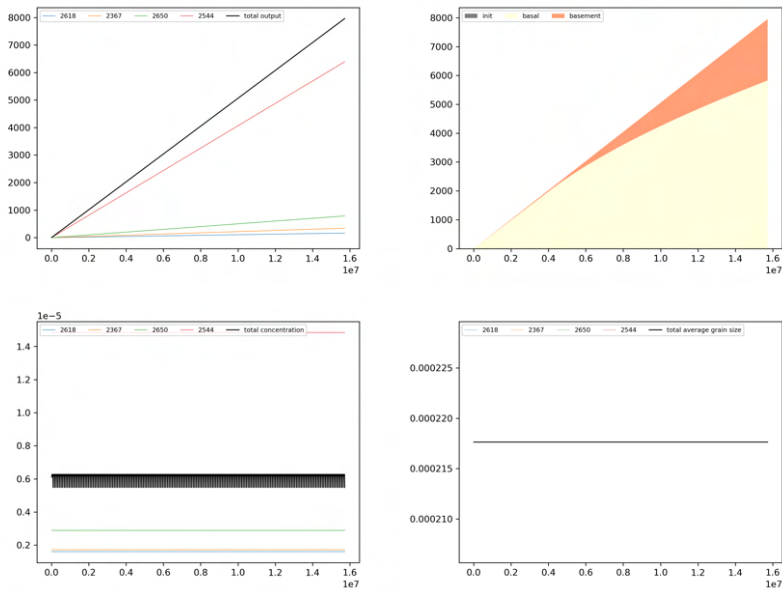 2618 2367 2650 2544 total output
8000
7000
6000
5000
4000
3000
2000
1000
0
0.0 0.2 0.4 0.6 0.8 1.0 1.2 1.4 1.6
1e7
init basal basement
8000
7000
6000
5000
4000
3000
2000
1000
0
0.0 0.2 0.4 0.6 0.8 1.0 1.2 1.4 1.6
1e7
1e−5
2618 2367 2650 2544 total concentration
1.4
1.2
1.0
0.8
0.6
0.4
0.2
0.0 0.2 0.4 0.6 0.8 1.0 1.2 1.4 1.6
1e7
2618 2367 2650 2544 total average grain size
0.000225
0.000220
0.000215
0.000210
0.0 0.2 0.4 0.6 0.8 1.0 1.2 1.4 1.6
1e7